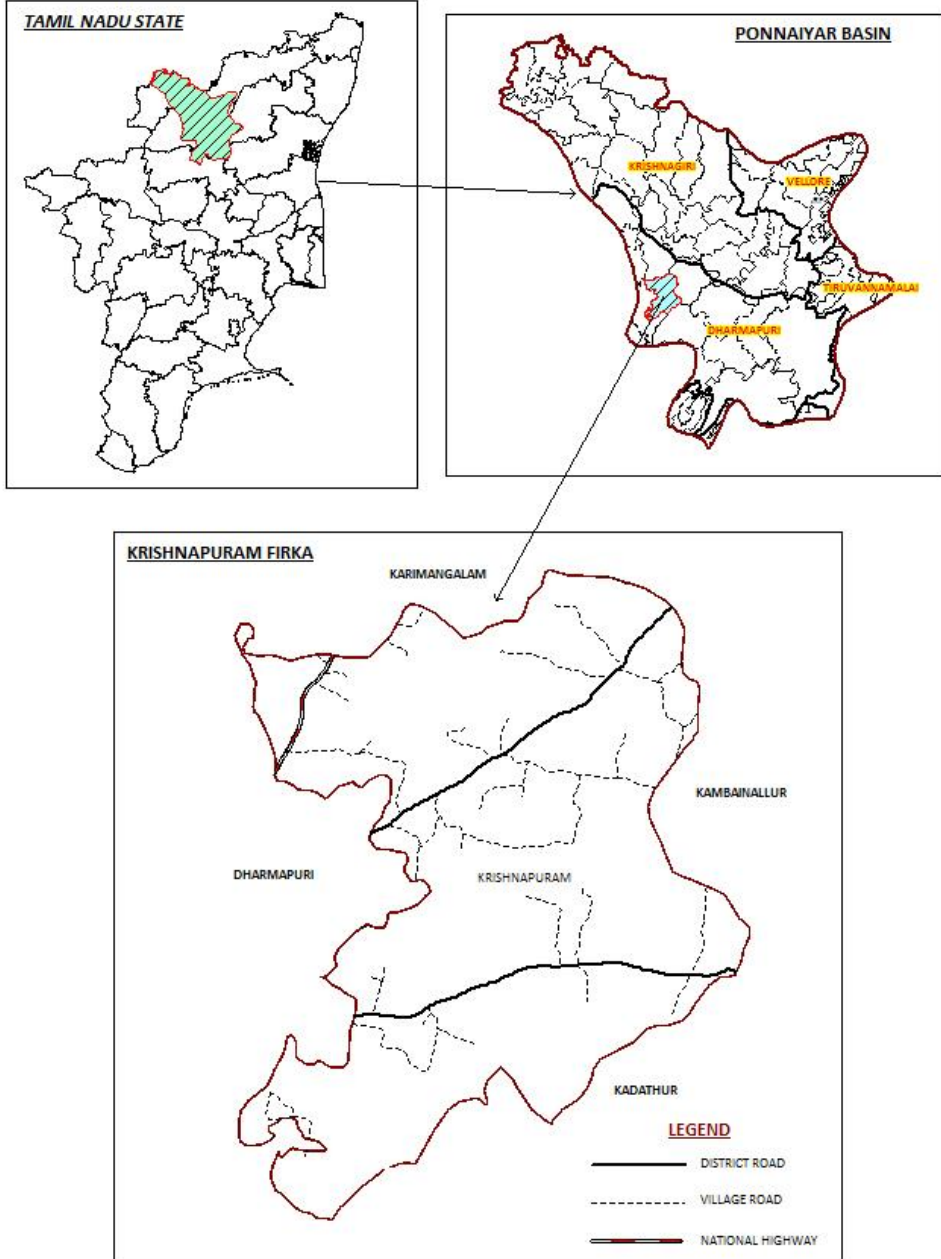 TAMIL NADU STATE
PONNAIYAR BASIN
KRISHNAGIRI
VELLORE
TIRUVANNAMALAI
DHARMAPURI
KRISHNAPURAM FIRKA
KARIMANGALAM
KAMBAINALLUR
DHARMAPURI
KRISHNAPURAM
KADATHUR
LEGEND
DISTRICT ROAD
VILLAGE ROAD
NATIONAL HIGHWAY